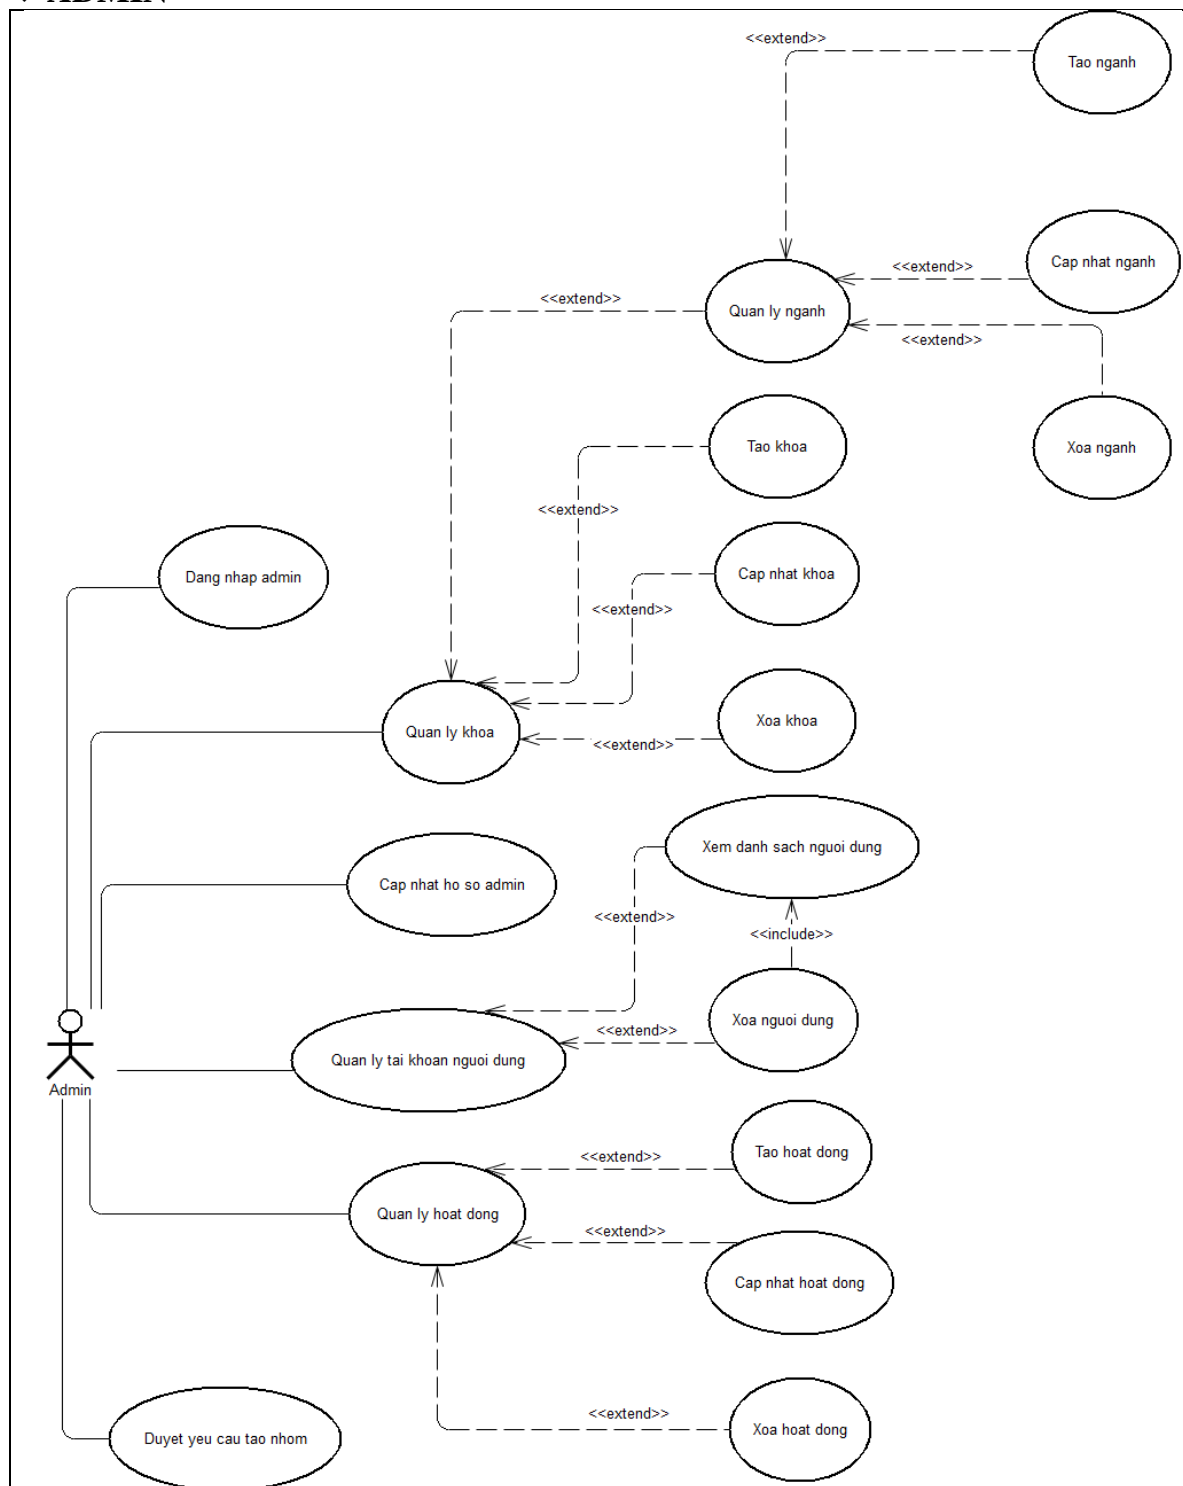 ADMIN
<<extend>>
Tao nganh
Cap nhat nganh
<<extend>>
<<extend>>
Quan ly nganh
<<extend>>
Tao khoa
Xoa nganh
<<extend>>
Cap nhat khoa
Dang nhap admin
<<extend>>
Xoa khoa
Quan ly khoa
<<extend>>
Xem danh sach nguoi dung
Cap nhat ho so admin
<<extend>>
<<include>>
Xoa nguoi dung
<<extend>>
Quan ly tai khoan nguoi dung
Admin
Tao hoat dong
<<extend>>
Quan ly hoat dong
<<extend>>
Cap nhat hoat dong
<<extend>>
Xoa hoat dong
Duyet yeu cau tao nhom